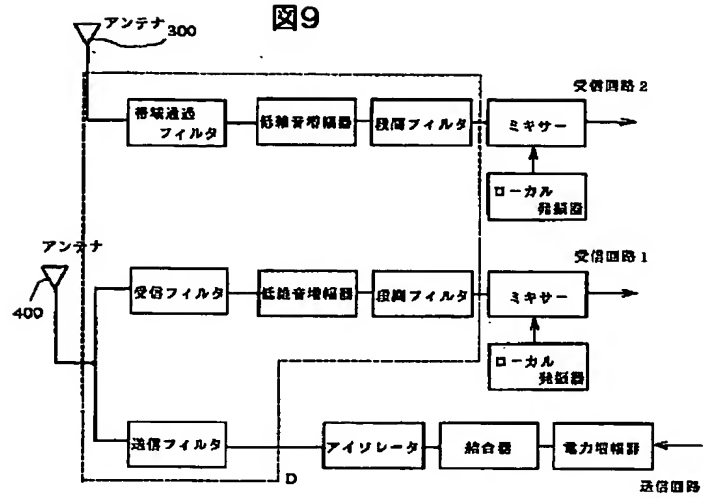 図9
アンテナ 300
受信回路2
帯域通過
フィルタ
低雑音増幅器
段間フィルタ
ミキサー
ローカル
発振器
アンテナ
400
受信回路1
受信フィルタ
低雑音増幅器
段間フィルタ
ミキサー
ローカル
発振器
送信フィルタ
D
アイソレータ
結合器
電力増幅器
送信回路